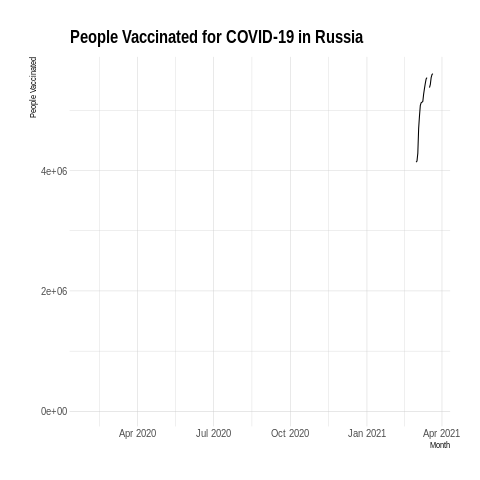 People Vaccinated for COVID-19 in Russia
People Vaccinated
4e+06
2e+06
0e+00
Apr 2020 Jul 2020 Oct 2020 Jan 2021 Apr 2021
Month